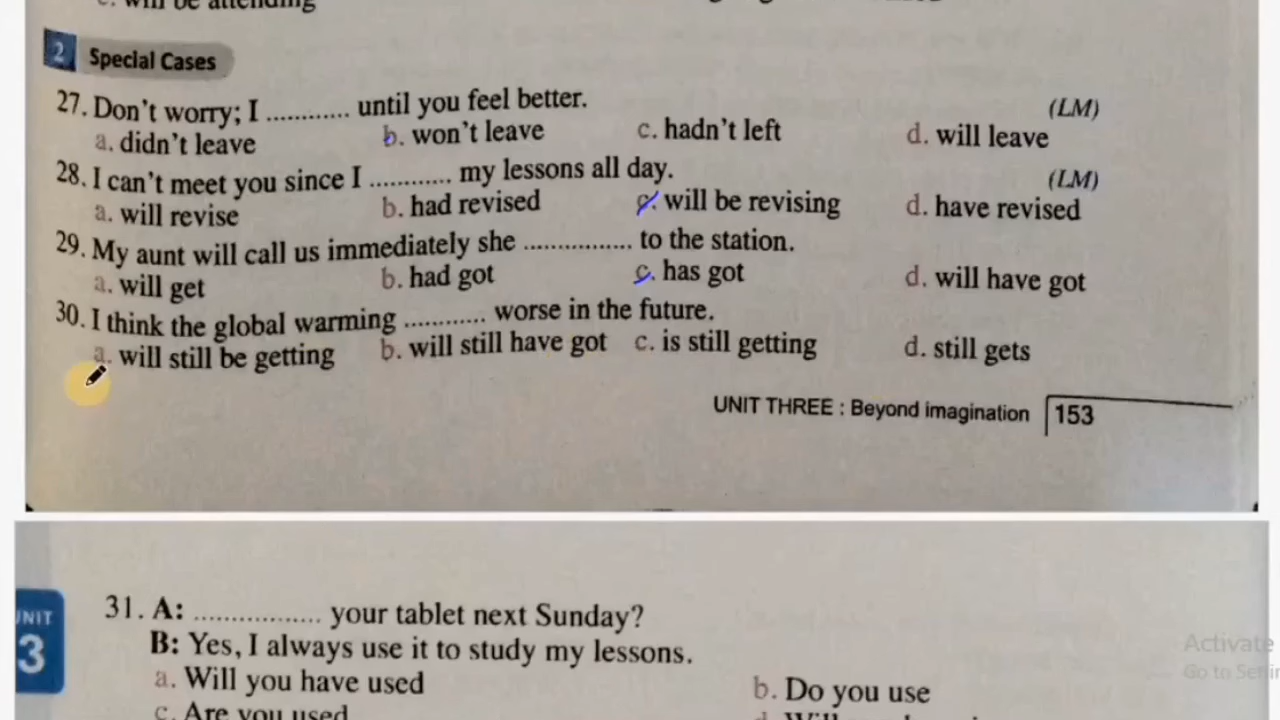 c. will be attending
2 Special Cases
27. Don't worry; I ............ until you feel better. (LM)
a. didn't leave b. won't leave c. hadn't left d. will leave
28. I can't meet you since I ............ my lessons all day. (LM)
a. will revise b. had revised c. will be revising d. have revised
29. My aunt will call us immediately she ................ to the station.
a. will get b. had got c. has got d. will have got
30. I think the global warming ............ worse in the future.
a. will still be getting b. will still have got c. is still getting d. still gets
UNIT THREE : Beyond imagination 153
UNIT
3
31. A: ................. your tablet next Sunday?
B: Yes, I always use it to study my lessons.
Activate
a. Will you have used b. Do you use
c. Are you used